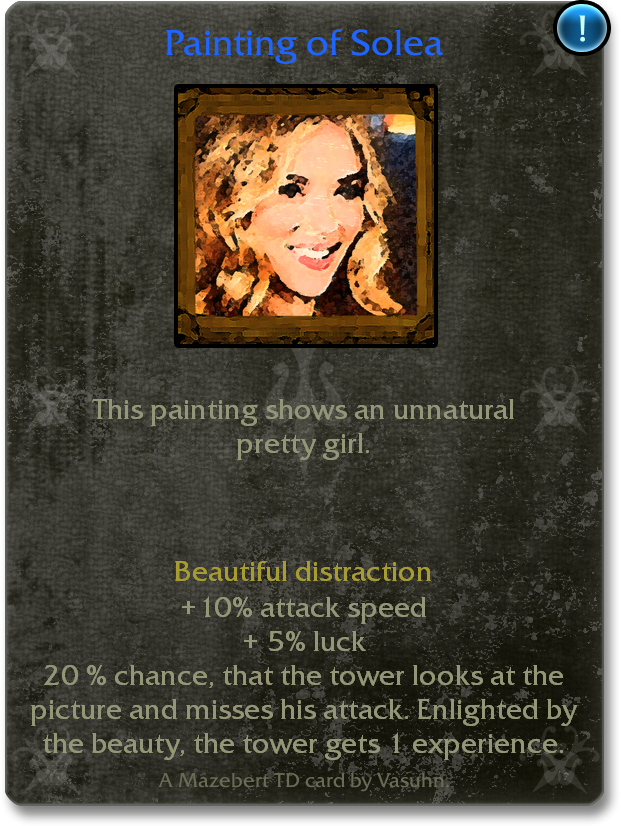 !
Painting of Solea
This painting shows an unnatural
pretty girl.
Beautiful distraction
+10% attack speed
+ 5% luck
20 % chance, that the tower looks at the
picture and misses his attack. Enlighted by
the beauty, the tower gets 1 experience.
A Mazebert TD card by Vasuhn.